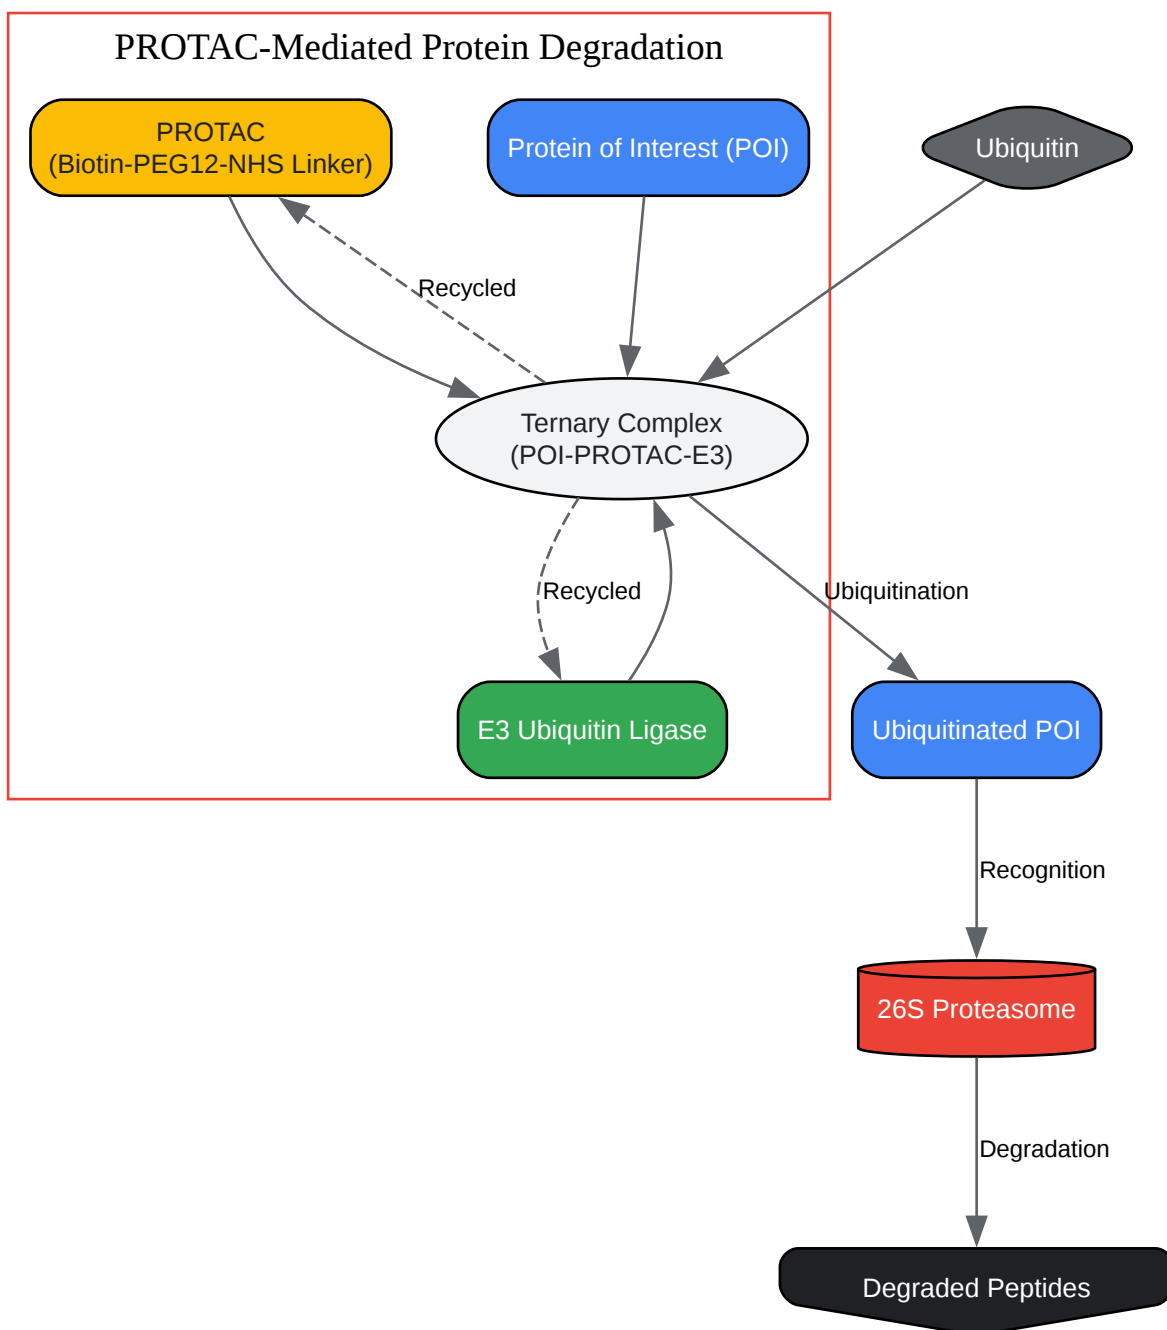 PROTAC-Mediated Protein Degradation
PROTAC
(Biotin-PEG12-NHS Linker)
Protein of Interest (POI)
Ubiquitin
Recycled
Ternary Complex
(POI-PROTAC-E3)
Recycled
Ubiquitination
E3 Ubiquitin Ligase
Ubiquitinated POI
Recognition
26S Proteasome
Degradation
Degraded Peptides